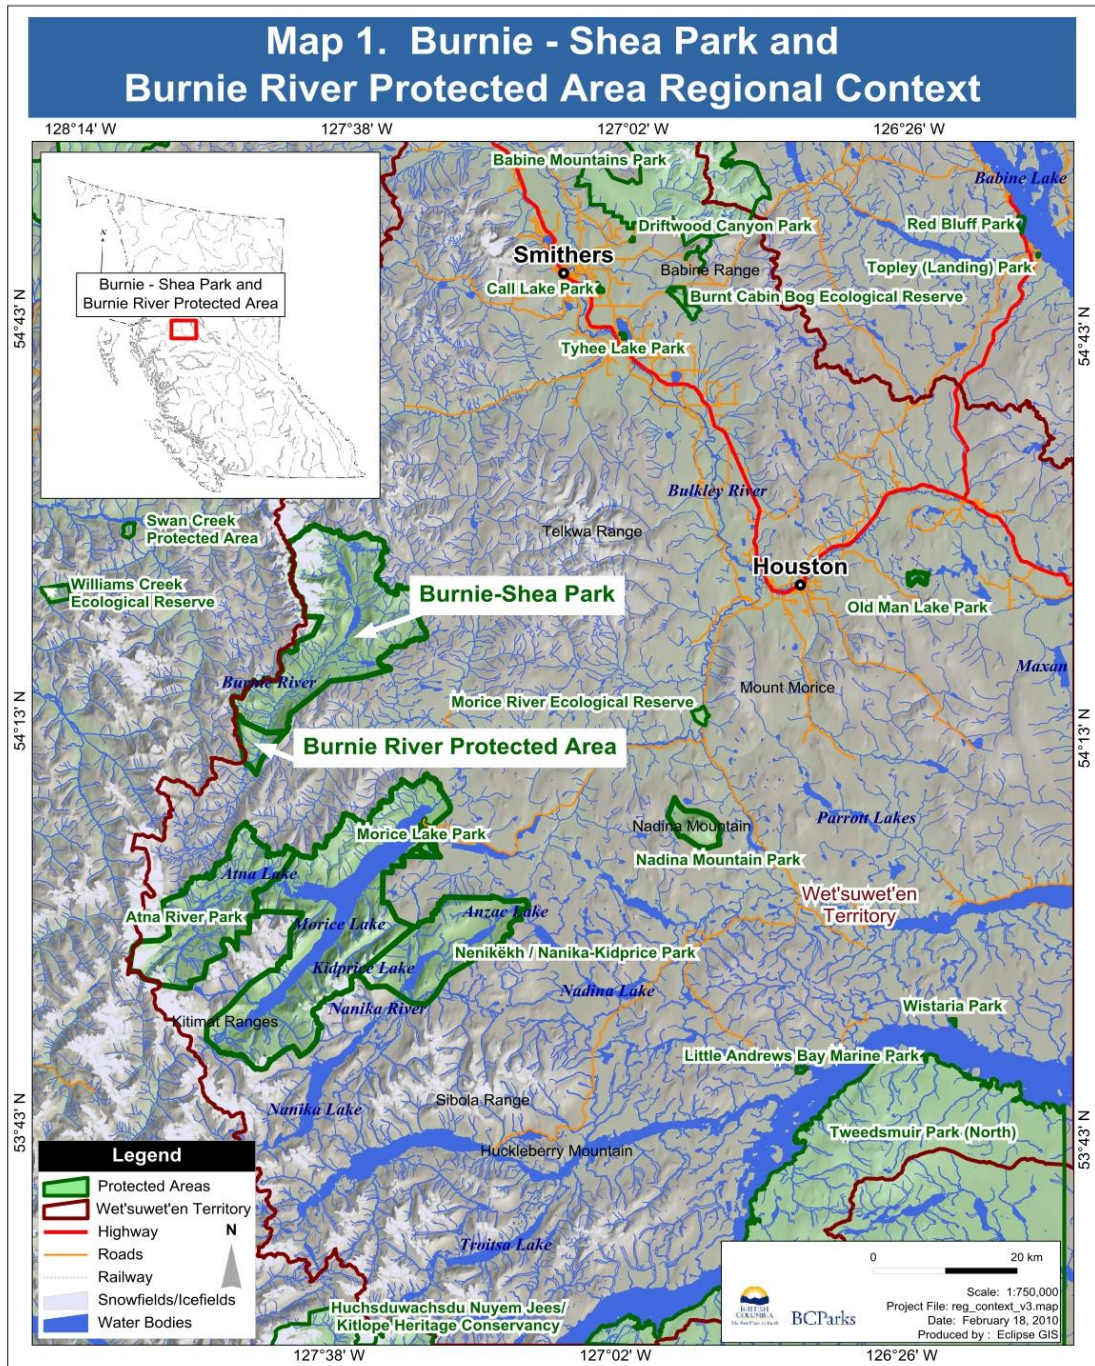 Map 1. Burnie - Shea Park and
Burnie River Protected Area Regional Context
128°14' W
127°38' W
127°02' W
126°26' W
Babine Mountains Park
Babine Lake
Driftwood Canyon Park
Red Bluff Park
Smithers
Babine Range
Topley (Landing) Park
N
Burnie - Shea Park and
Burnie River Protected Area
Call Lake Park
Burnt Cabin Bog Ecological Reserve
54°43' N
54°43' N
Tyhee Lake Park
Bulkley River
Swan Creek
Protected Area
Telkwa Range
Houston
Williams Creek
Ecological Reserve
Burnie-Shea Park
Old Man Lake Park
Maxan
Burnie River
Mount Morice
Morice River Ecological Reserve
54°13' N
54°13' N
Burnie River Protected Area
Morice Lake Park
Nadina Mountain
Parrott Lakes
Nadina Mountain Park
Atna Lake
Wet'suwet'en
Territory
Atna River Park
Morice Lake
Anzac Lake
Nenikëkh / Nanika-Kidprice Park
Kidprice Lake
Nadina Lake
Nanika River
Wistaria Park
Kitimat Ranges
Little Andrews Bay Marine Park
Nanika Lake
Sibola Range
53°43' N
53°43' N
Tweedsmuir Park (North)
Huckleberry Mountain
Legend
Protected Areas
Wet'suwet'en Territory
Highway
N
Roads
Railway
Snowfields/Icefields
Water Bodies
Troitsa Lake
Huchsduwachsdu Nuyem Jees/
Kitlope Heritage Conservancy
0 20 km
Scale: 1:750,000
Project File: reg_context_v3.map
Date: February 18, 2010
Produced by : Eclipse GIS
BRITISH
COLUMBIA
The Best Place on Earth
BCParks
127°38' W
127°02' W
126°26' W